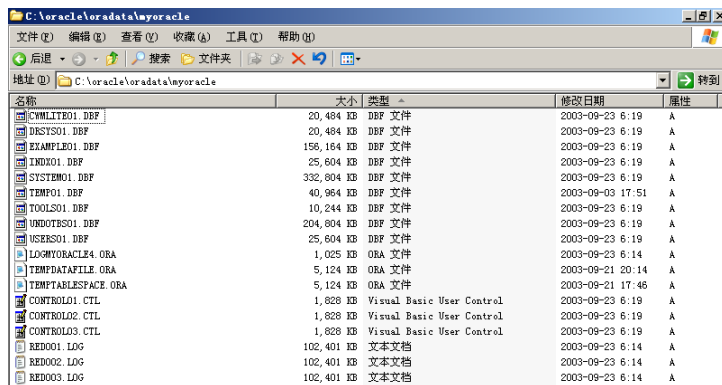 C:\oracle\oradata\myoracle
文件(F) 编辑(E) 查看(V) 收藏(A) 工具(T) 帮助(H)
后退 搜索 文件夹
地址(D) C:\oracle\oradata\myoracle 转到
名称 大小 类型 修改日期 属性
CWMLITE01.DBF 20,484 KB DBF 文件 2003-09-23 6:19 A
DRSYS01.DBF 20,484 KB DBF 文件 2003-09-23 6:19 A
EXAMPLE01.DBF 156,164 KB DBF 文件 2003-09-23 6:19 A
INDX01.DBF 25,604 KB DBF 文件 2003-09-23 6:19 A
SYSTEM01.DBF 332,804 KB DBF 文件 2003-09-23 6:19 A
TEMP01.DBF 40,964 KB DBF 文件 2003-09-03 17:51 A
TOOLS01.DBF 10,244 KB DBF 文件 2003-09-23 6:19 A
UNDOTBS01.DBF 204,804 KB DBF 文件 2003-09-23 6:19 A
USERS01.DBF 25,604 KB DBF 文件 2003-09-23 6:19 A
LOGMYORACLE4.ORA 1,025 KB ORA 文件 2003-09-23 6:14 A
TEMPDATAFILE.ORA 5,124 KB ORA 文件 2003-09-21 20:14 A
TEMPTABLESPACE.ORA 5,124 KB ORA 文件 2003-09-21 17:46 A
CONTROL01.CTL 1,828 KB Visual Basic User Control 2003-09-23 6:19 A
CONTROL02.CTL 1,828 KB Visual Basic User Control 2003-09-23 6:19 A
CONTROL03.CTL 1,828 KB Visual Basic User Control 2003-09-23 6:19 A
REDO01.LOG 102,401 KB 文本文档 2003-09-23 6:14 A
REDO02.LOG 102,401 KB 文本文档 2003-09-23 6:14 A
REDO03.LOG 102,401 KB 文本文档 2003-09-23 6:19 A